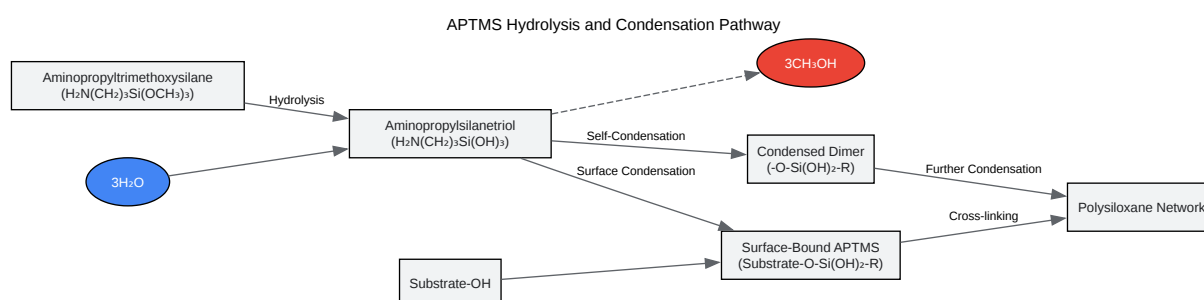 APTMS Hydrolysis and Condensation Pathway
Aminopropyltrimethoxysilane
(H₂N(CH₂)₃Si(OCH₃)₃)
Hydrolysis
3H₂O
Aminopropylsilanetriol
(H₂N(CH₂)₃Si(OH)₃)
3CH₃OH
Self-Condensation
Surface Condensation
Condensed Dimer
(-O-Si(OH)₂-R)
Further Condensation
Substrate-OH
Surface-Bound APTMS
(Substrate-O-Si(OH)₂-R)
Cross-linking
Polysiloxane Network